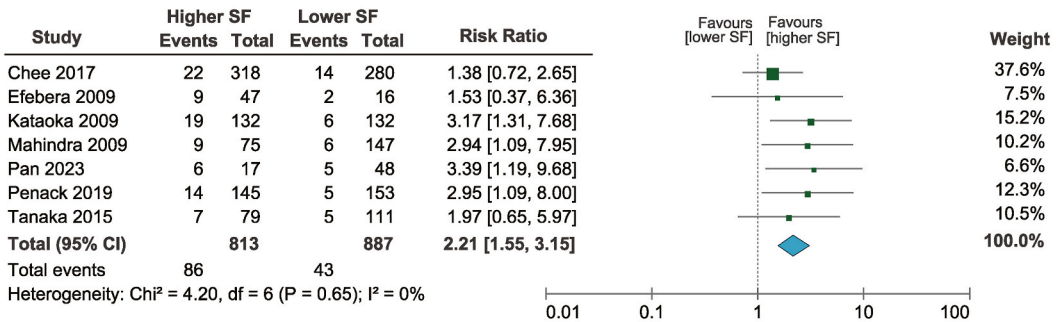 Higher SF Lower SF Favours Favours
Study Events Total Events Total Risk Ratio [lower SF] [higher SF] Weight
Chee 2017 22 318 14 280 1.38 [0.72, 2.65] 37.6%
Efebera 2009 9 47 2 16 1.53 [0.37, 6.36] 7.5%
Kataoka 2009 19 132 6 132 3.17 [1.31, 7.68] 15.2%
Mahindra 2009 9 75 6 147 2.94 [1.09, 7.95] 10.2%
Pan 2023 6 17 5 48 3.39 [1.19, 9.68] 6.6%
Penack 2019 14 145 5 153 2.95 [1.09, 8.00] 12.3%
Tanaka 2015 7 79 5 111 1.97 [0.65, 5.97] 10.5%
Total (95% CI) 813 887 2.21 [1.55, 3.15] 100.0%
Total events 86 43
Heterogeneity: Chi² = 4.20, df = 6 (P = 0.65); I² = 0%
0.01 0.1 1 10 100